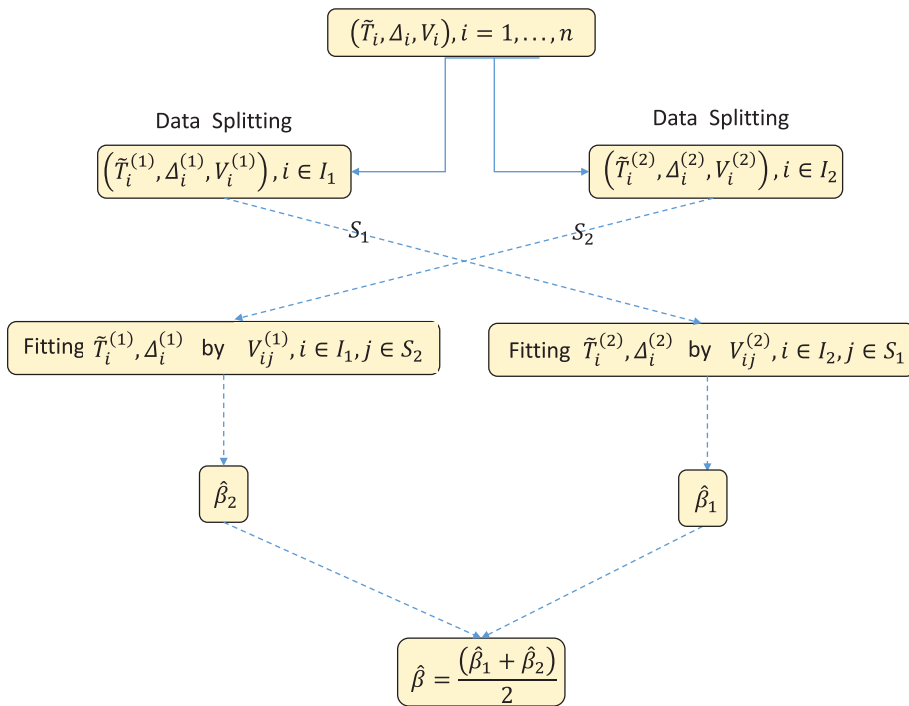 (T̃_i, Δ_i, V_i), i = 1, . . . , n
Data Splitting
Data Splitting
(T̃_i^(1), Δ_i^(1), V_i^(1)), i ∈ I_1
(T̃_i^(2), Δ_i^(2), V_i^(2)), i ∈ I_2
S_1
S_2
Fitting T̃_i^(1), Δ_i^(1) by V_ij^(1), i ∈ I_1, j ∈ S_2
Fitting T̃_i^(2), Δ_i^(2) by V_ij^(2), i ∈ I_2, j ∈ S_1
β̂_2
β̂_1
β̂ = (β̂_1 + β̂_2) / 2